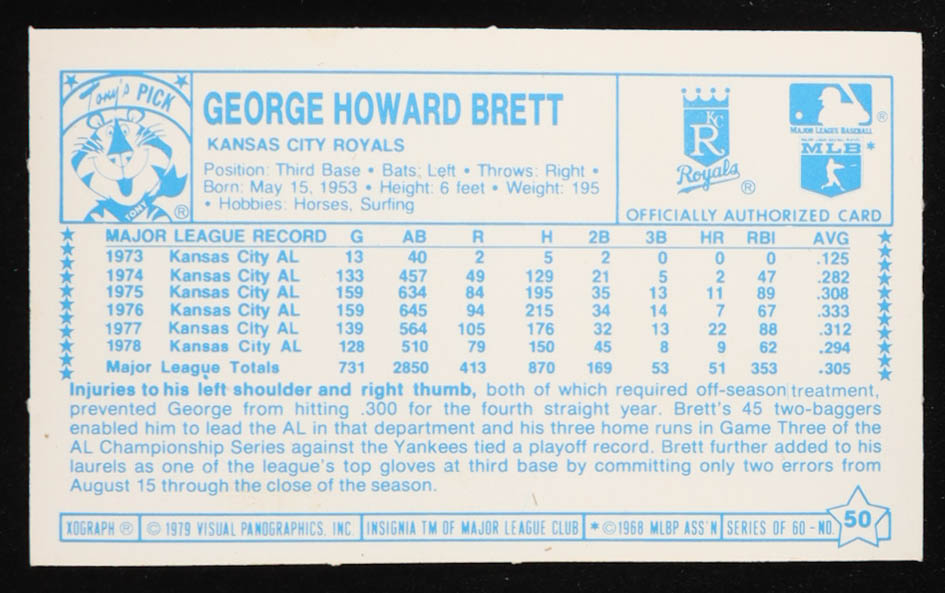 Tony's PICK
TONY ®
GEORGE HOWARD BRETT
KANSAS CITY ROYALS
Position: Third Base • Bats: Left • Throws: Right •
Born: May 15, 1953 • Height: 6 feet • Weight: 195
• Hobbies: Horses, Surfing
KC
R
Royals ®
®
MAJOR LEAGUE BASEBALL
MLB *
OFFICIALLY AUTHORIZED CARD
MAJOR LEAGUE RECORD G AB R H 2B 3B HR RBI AVG
1973 Kansas City AL 13 40 2 5 2 0 0 0 .125
1974 Kansas City AL 133 457 49 129 21 5 2 47 .282
1975 Kansas City AL 159 634 84 195 35 13 11 89 .308
1976 Kansas City AL 159 645 94 215 34 14 7 67 .333
1977 Kansas City AL 139 564 105 176 32 13 22 88 .312
1978 Kansas City AL 128 510 79 150 45 8 9 62 .294
Major League Totals 731 2850 413 870 169 53 51 353 .305
Injuries to his left shoulder and right thumb, both of which required off-season treatment,
prevented George from hitting .300 for the fourth straight year. Brett's 45 two-baggers
enabled him to lead the AL in that department and his three home runs in Game Three of the
AL Championship Series against the Yankees tied a playoff record. Brett further added to his
laurels as one of the league's top gloves at third base by committing only two errors from
August 15 through the close of the season.
XOGRAPH ® © 1979 VISUAL PANOGRAPHICS, INC. INSIGNIA TM OF MAJOR LEAGUE CLUB *©1968 MLBP ASS'N SERIES OF 60-NO. 50